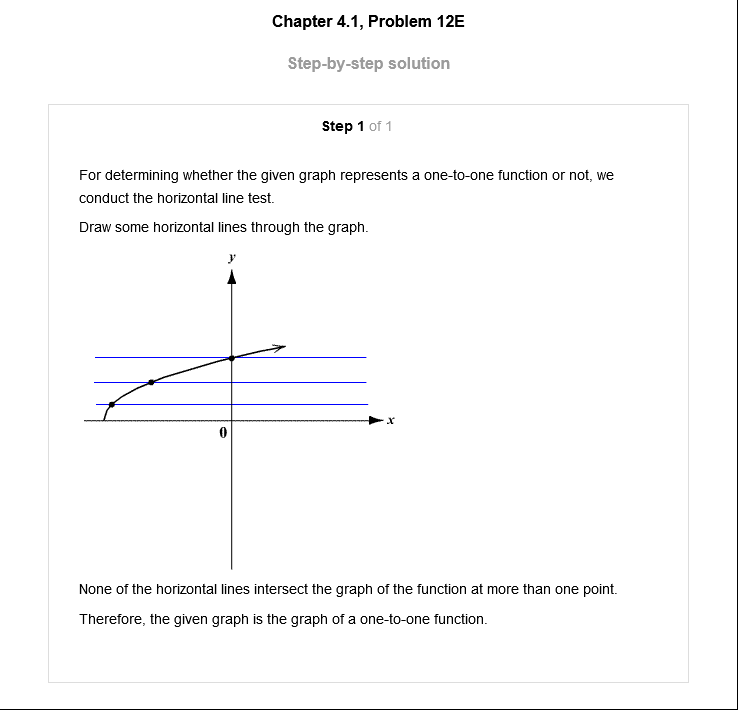 Chapter 4.1, Problem 12E
Step-by-step solution
Step 1 of 1
For determining whether the given graph represents a one-to-one function or not, we
conduct the horizontal line test.
Draw some horizontal lines through the graph.
y
x
0
None of the horizontal lines intersect the graph of the function at more than one point.
Therefore, the given graph is the graph of a one-to-one function.